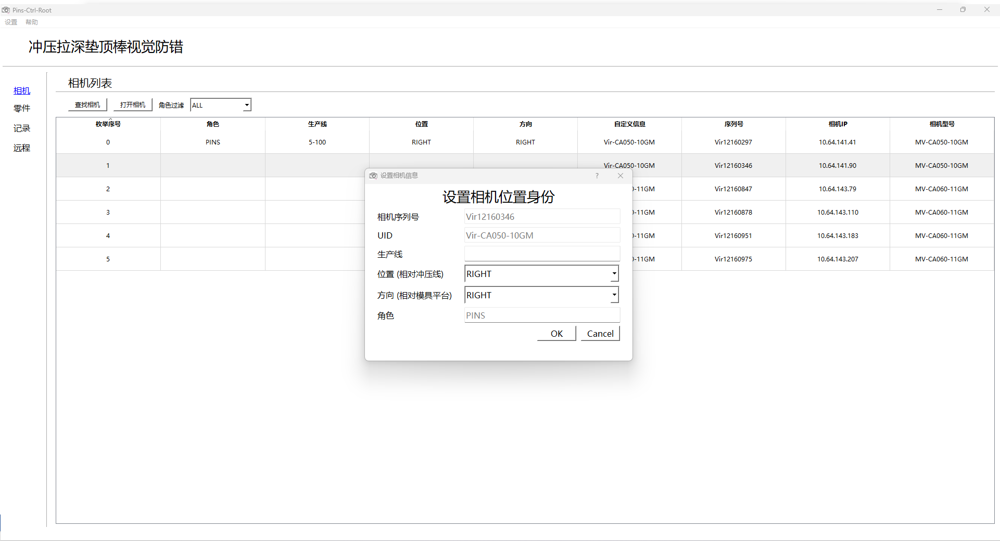 Pins-Ctrl-Root
设置 帮助
冲压拉深垫顶棒视觉防错
相机
零件
记录
远程
相机列表
查找相机 打开相机 角色过滤 ALL
枚举序号 角色 生产线 位置 方向 自定义信息 序列号 相机IP 相机型号
0 PINS 5-100 RIGHT RIGHT Vir-CA050-10GM Vir12160297 10.64.141.41 MV-CA050-10GM
1 Vir-CA050-10GM Vir12160346 10.64.141.90 MV-CA050-10GM
2 -11GM Vir12160847 10.64.143.79 MV-CA060-11GM
3 -11GM Vir12160878 10.64.143.110 MV-CA060-11GM
4 -11GM Vir12160951 10.64.143.183 MV-CA060-11GM
5 -11GM Vir12160975 10.64.143.207 MV-CA060-11GM
设置相机信息 ?
设置相机位置身份
相机序列号 Vir12160346
UID Vir-CA050-10GM
生产线
位置 (相对冲压线) RIGHT
方向 (相对模具平台) RIGHT
角色 PINS
OK Cancel